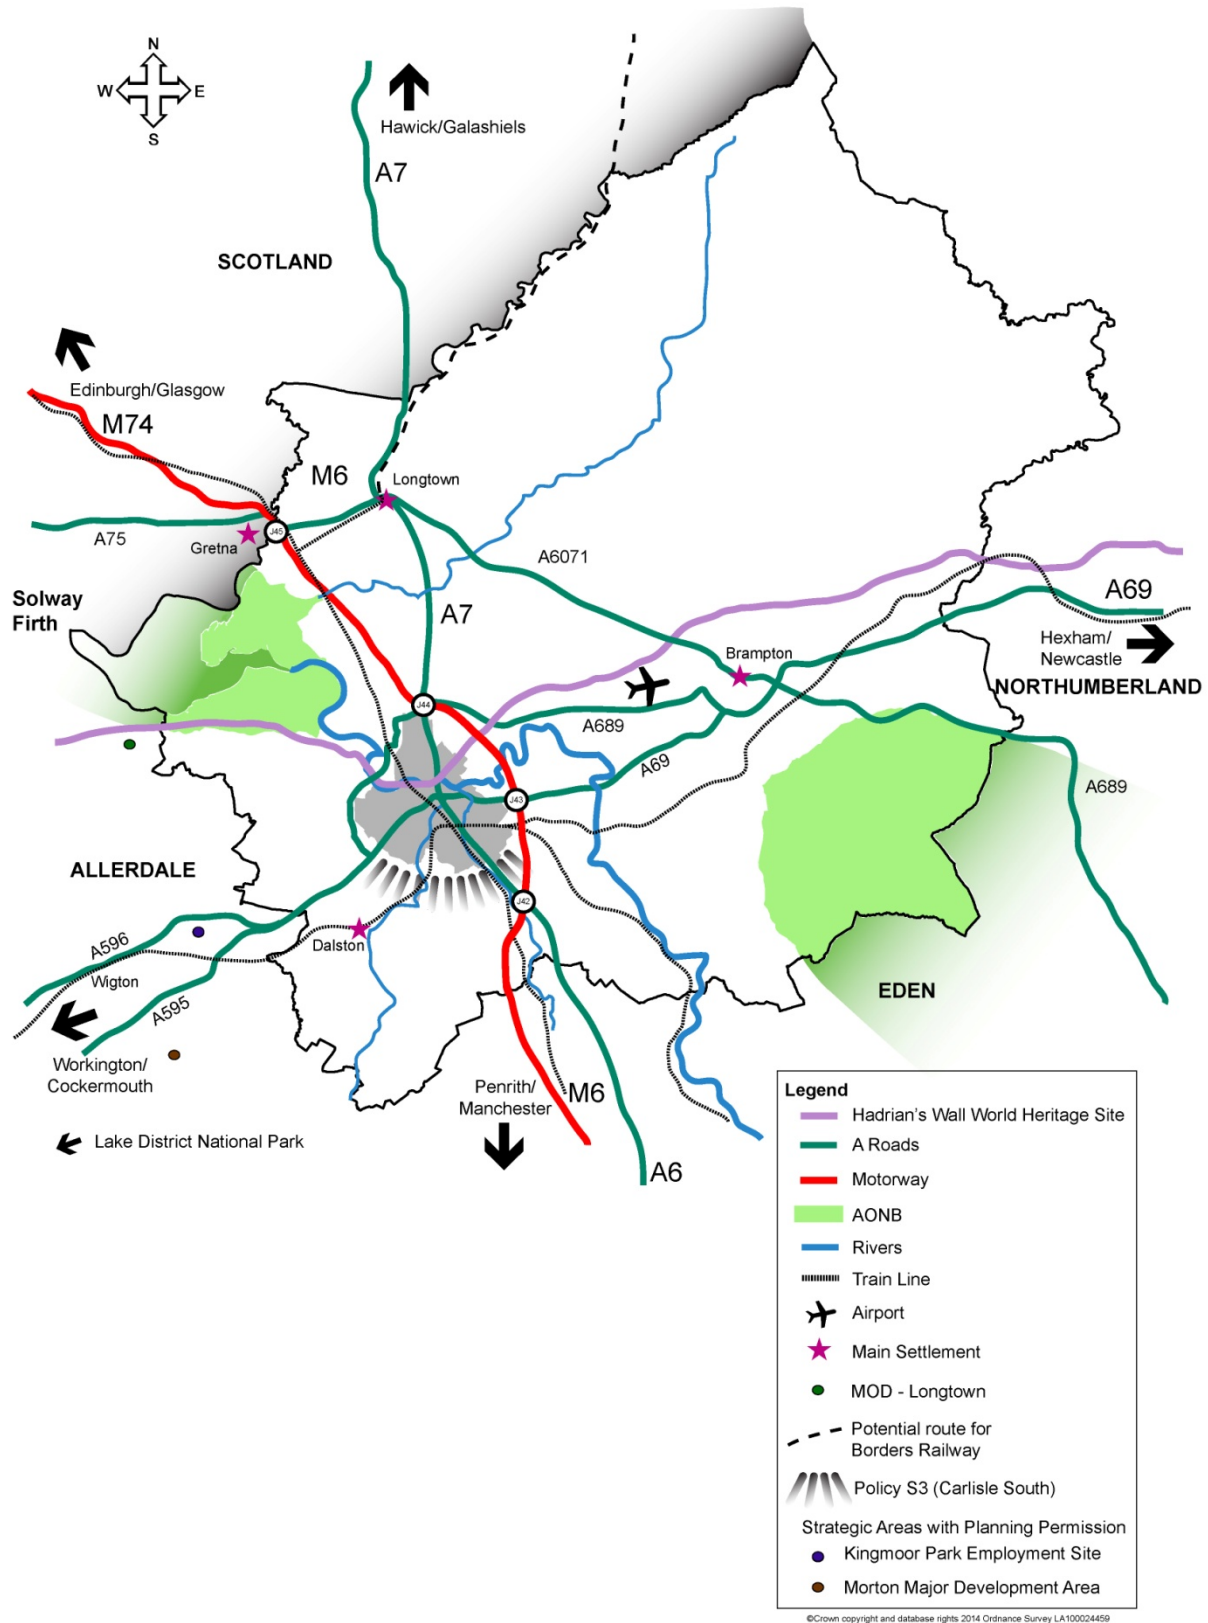 N
W E
S
Hawick/Galashiels
A7
SCOTLAND
Edinburgh/Glasgow
M74
M6
Longtown
J45
A75
Gretna
A6071
Solway
Firth
A7
A69
Hexham/
Newcastle
Brampton
NORTHUMBERLAND
J44
A689
A69
A689
J43
ALLERDALE
J42
A596
Dalston
Wigton
A595
EDEN
Workington/
Cockermouth
Penrith/
Manchester
M6
Lake District National Park
A6
Legend
Hadrian's Wall World Heritage Site
A Roads
Motorway
AONB
Rivers
Train Line
Airport
Main Settlement
MOD - Longtown
Potential route for
Borders Railway
Policy S3 (Carlisle South)
Strategic Areas with Planning Permission
Kingmoor Park Employment Site
Morton Major Development Area
©Crown copyright and database rights 2014 Ordnance Survey LA100024459